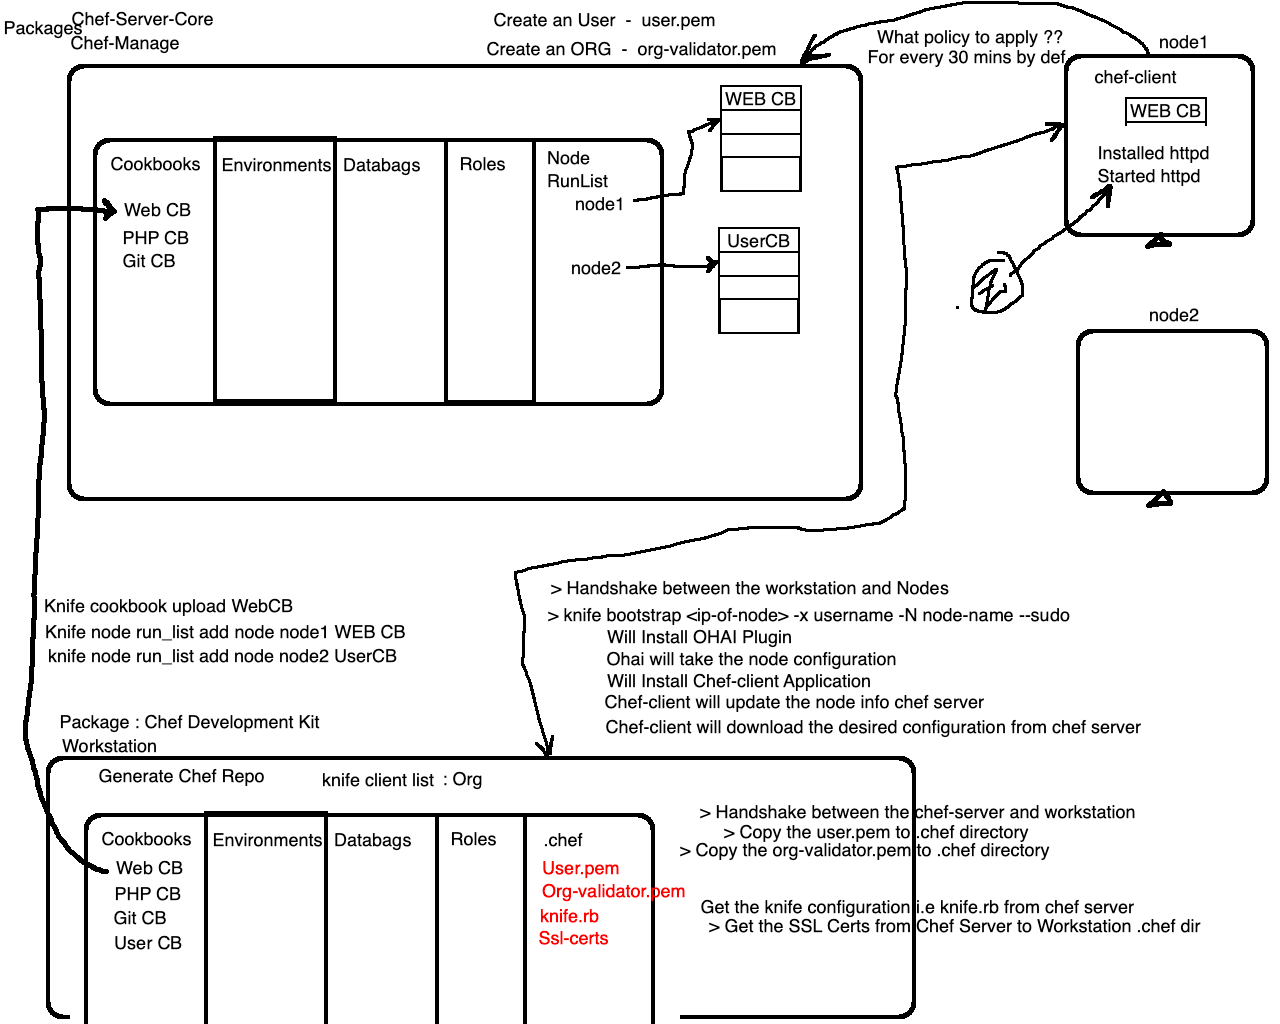 Packages
Chef-Server-Core
Chef-Manage
Create an User - user.pem
Create an ORG - org-validator.pem
What policy to apply ??
For every 30 mins by def
node1
chef-client
WEB CB
Installed httpd
Started httpd
WEB CB
Cookbooks
Environments
Databags
Roles
Node
RunList
node1
Web CB
PHP CB
Git CB
UserCB
node2
node2
Knife cookbook upload WebCB
Knife node run_list add node node1 WEB CB
knife node run_list add node node2 UserCB
> Handshake between the workstation and Nodes
> knife bootstrap <ip-of-node> -x username -N node-name --sudo
Will Install OHAI Plugin
Ohai will take the node configuration
Will Install Chef-client Application
Chef-client will update the node info chef server
Chef-client will download the desired configuration from chef server
Package : Chef Development Kit
Workstation
Generate Chef Repo
knife client list : Org
Cookbooks
Environments
Databags
Roles
.chef
Web CB
PHP CB
Git CB
User CB
User.pem
Org-validator.pem
knife.rb
Ssl-certs
> Handshake between the chef-server and workstation
> Copy the user.pem to .chef directory
> Copy the org-validator.pem to .chef directory
Get the knife configuration i.e knife.rb from chef server
> Get the SSL Certs from Chef Server to Workstation .chef dir